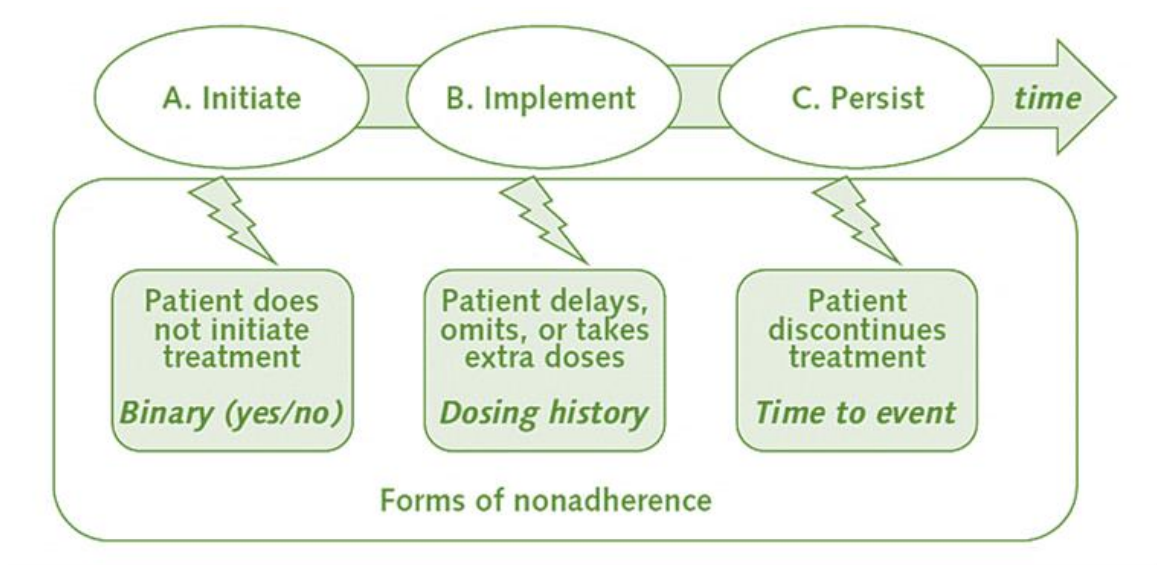 A. Initiate
B. Implement
C. Persist
time
Patient does
not initiate
treatment
Binary (yes/no)
Patient delays,
omits, or takes
extra doses
Dosing history
Patient
discontinues
treatment
Time to event
Forms of nonadherence